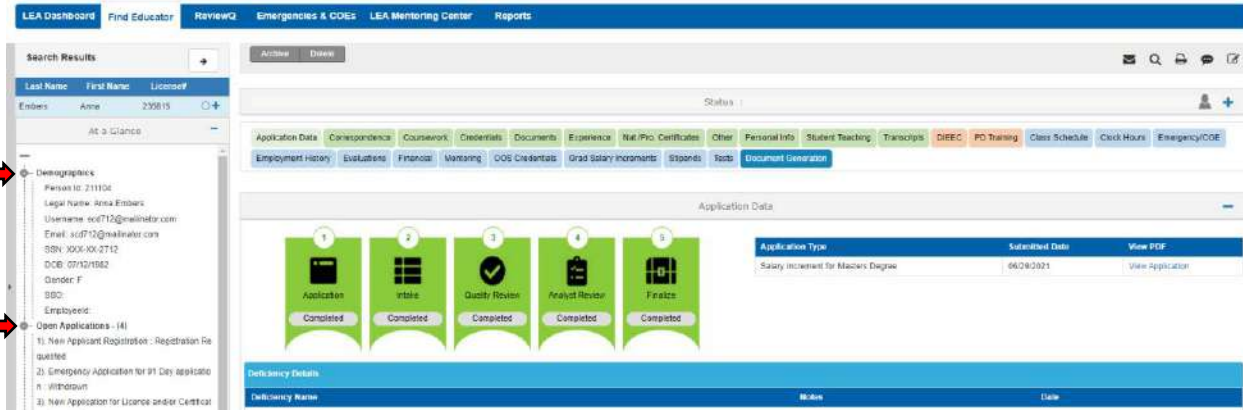 LEA Dashboard Find Educator ReviewQ Emergencies & COEs LEA Mentoring Center Reports
Search Results
Archive Delete
Last Name First Name License#
Embers Anna 235815
Status :
At a Glance
Application Data Correspondence Coursework Credentials Documents Experience Nat./Pro. Certificates Other Personal Info Student Teaching Transcripts DIEEC PD Training Class Schedule Clock Hours Emergency/COE
Employment History Evaluations Financial Mentoring OOS Credentials Grad Salary Increments Stipends Tests Document Generation
Demographics
Person Id: 211104
Legal Name: Anna Embers
Username: scd712@mailinator.com
Email: scd712@mailinator.com
SSN: XXX-XX-2712
DOB: 07/12/1982
Gender: F
SSO:
EmployeeId:
Open Applications - (4)
1). New Applicant Registration : Registration Re
quested
2). Emergency Application for 91 Day applicatio
n : Withdrawn
3). New Application for License and/or Certificat
Application Data
1 2 3 4 5
Application Intake Quality Review Analyst Review Finalize
Completed Completed Completed Completed Completed
Application Type Submitted Date View PDF
Salary Increment for Masters Degree 06/29/2021 View Application
Deficiency Details
Deficiency Name Notes Date